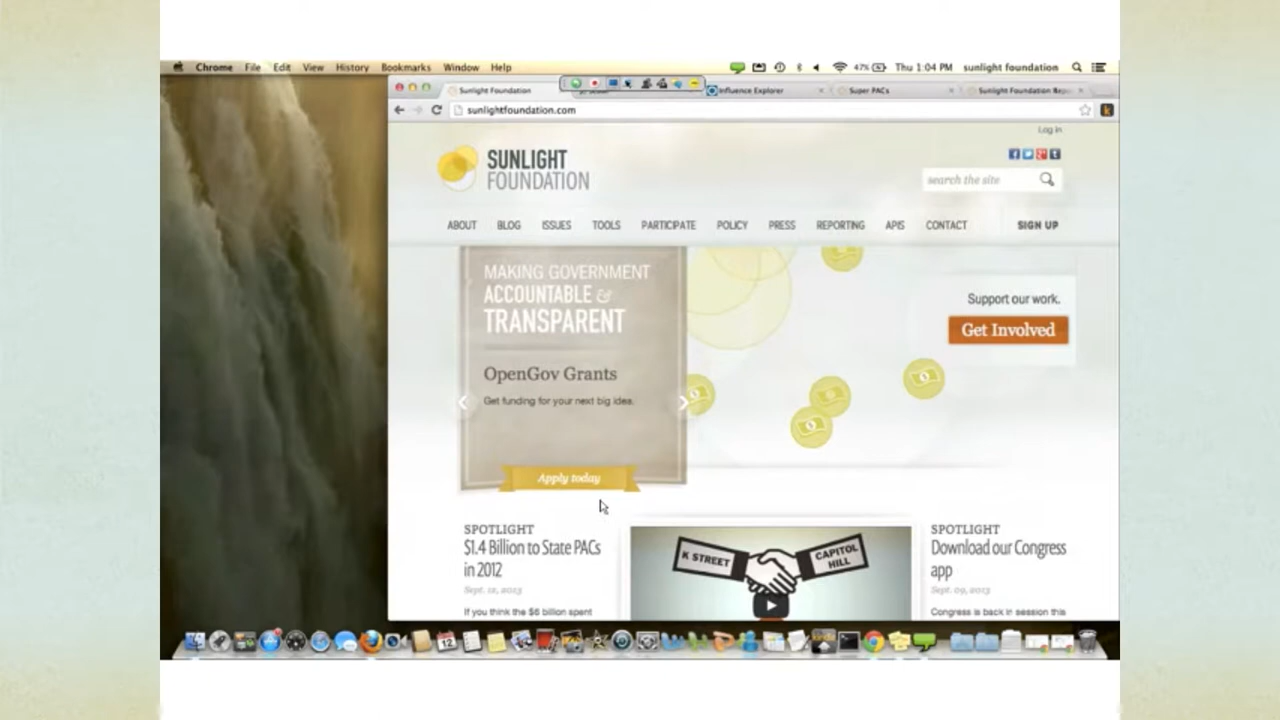 Chrome File Edit View History Bookmarks Window Help
47% Thu 1:04 PM sunlight foundation
Sunlight Foundation
Influence Explorer
Super PACs
Sunlight Foundation Rep
sunlightfoundation.com
Log in
SUNLIGHT
FOUNDATION
search the site
ABOUT BLOG ISSUES TOOLS PARTICIPATE POLICY PRESS REPORTING APIS CONTACT SIGN UP
MAKING GOVERNMENT
ACCOUNTABLE &
TRANSPARENT
OpenGov Grants
Get funding for your next big idea.
Apply today
Support our work.
Get Involved
SPOTLIGHT
$1.4 Billion to State PACs
in 2012
Sept. 12, 2013
If you think the $6 billion spent
K STREET
CAPITOL
HILL
SPOTLIGHT
Download our Congress
app
Sept. 09, 2013
Congress is back in session this
12
kindle